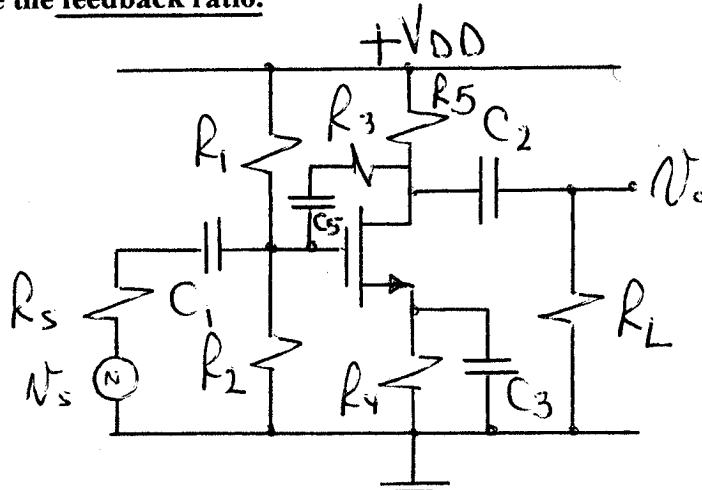 e the feedback ratio.
+VDD
R5
R3
C2
R1
C5
Vo
C1
Rs
R2
RL
Vs
N
R4
C3